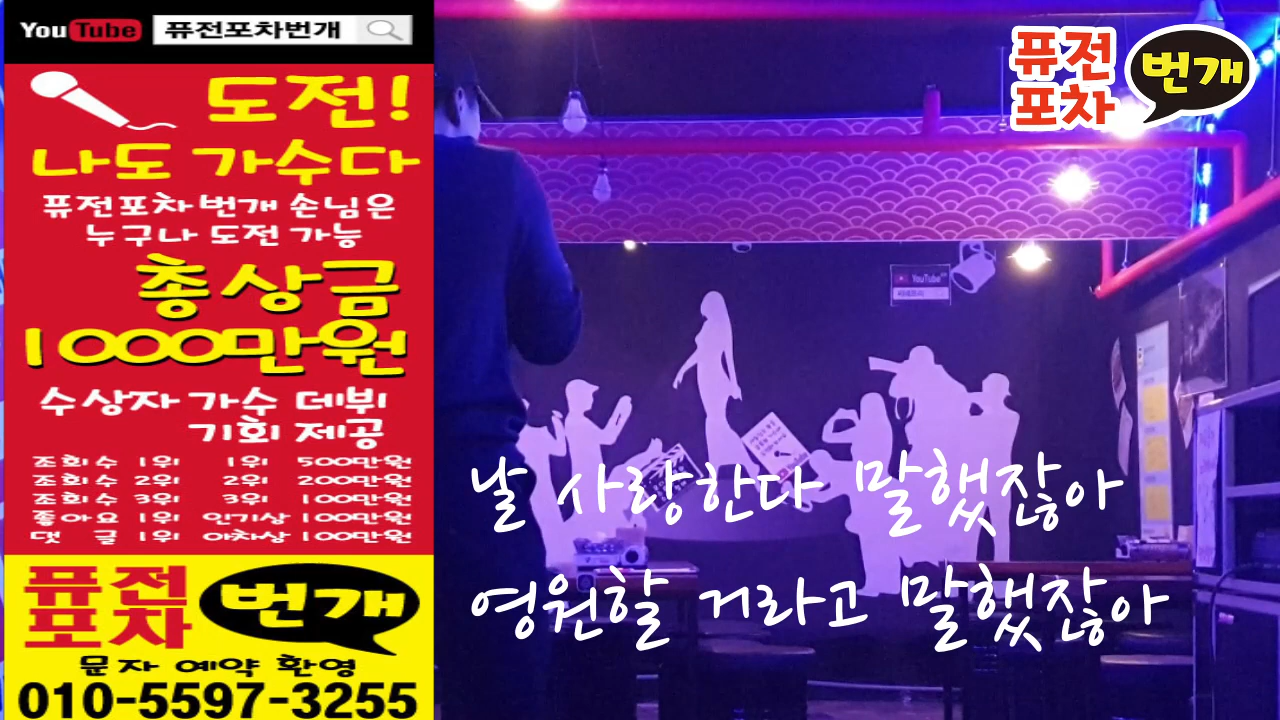 YouTube 퓨전포차번개
도전!
나도 가수다
퓨전포차번개 손님은
누구나 도전 가능
총상금
1000만원
수상자 가수 데뷔
기회 제공
조회수 1위 1위 500만원
조회수 2위 2위 200만원
조회수 3위 3위 100만원
좋아요 1위 인기상 100만원
댓글 1위 아차상 100만원
퓨전
포차
번개
문자 예약 환영
010-5597-3255
퓨전
포차
번개
YouTube
날 사랑한다 말했잖아
영원할 거라고 말했잖아